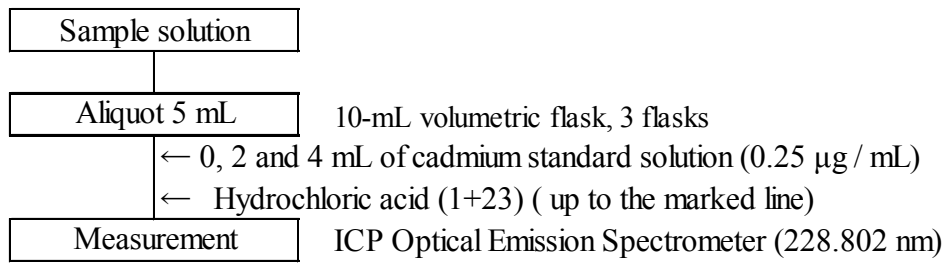 Sample solution
Aliquot 5 mL 10-mL volumetric flask, 3 flasks
← 0, 2 and 4 mL of cadmium standard solution (0.25 µg / mL)
← Hydrochloric acid (1+23) ( up to the marked line)
Measurement ICP Optical Emission Spectrometer (228.802 nm)